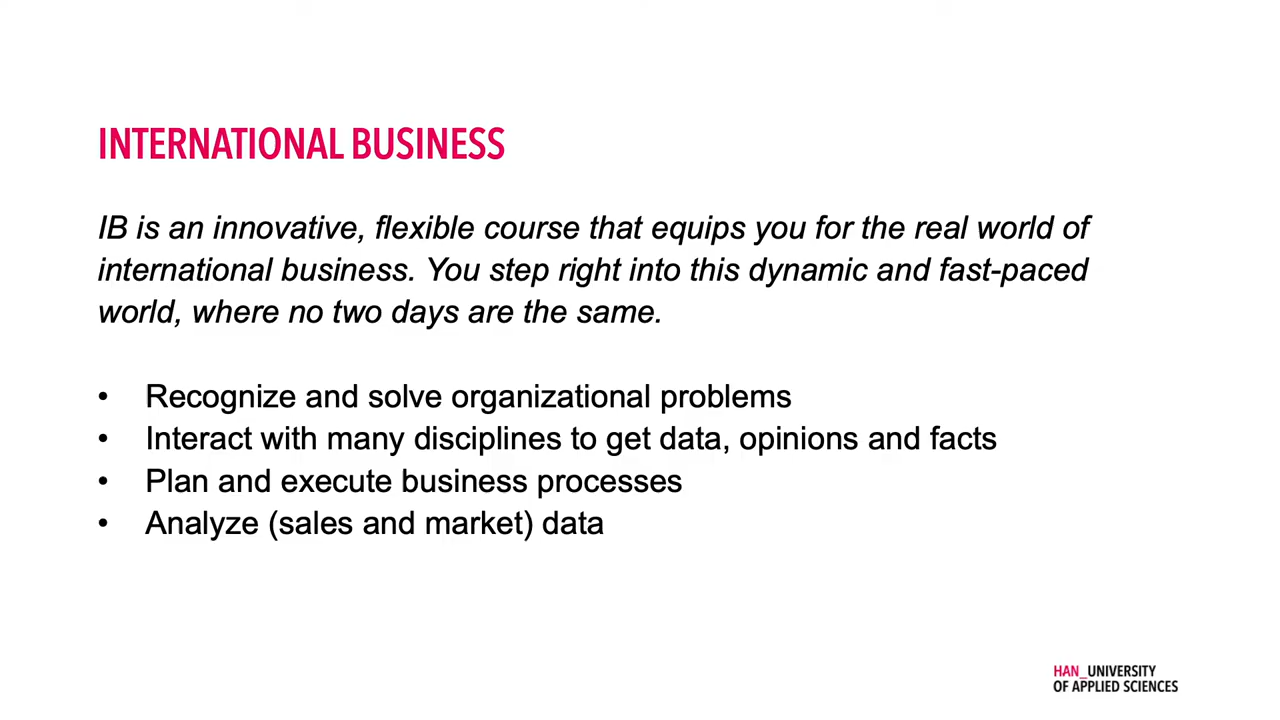 INTERNATIONAL BUSINESS
IB is an innovative, flexible course that equips you for the real world of
international business. You step right into this dynamic and fast-paced
world, where no two days are the same.
• Recognize and solve organizational problems
• Interact with many disciplines to get data, opinions and facts
• Plan and execute business processes
• Analyze (sales and market) data
HAN_UNIVERSITY
OF APPLIED SCIENCES